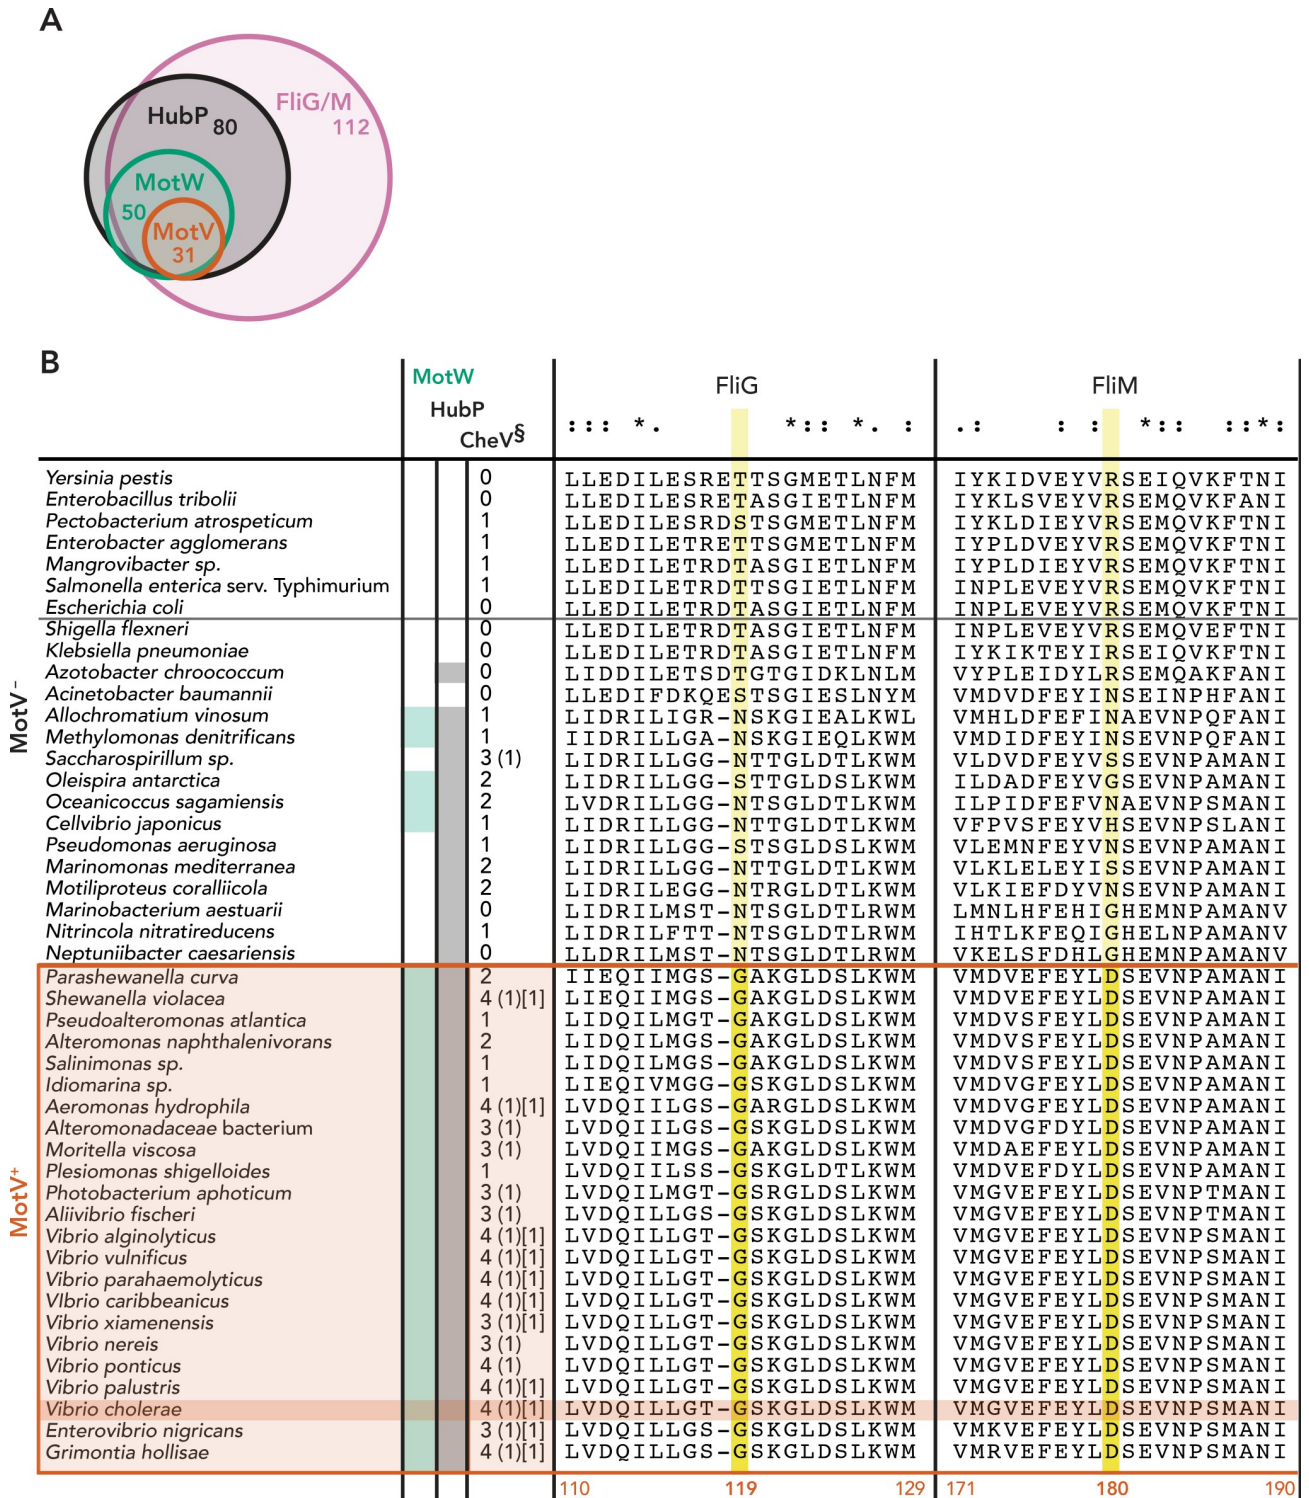 A
HubP 80
FliG/M
112
MotW
50
MotV
31
B
MotW
HubP
CheV§
FliG
FliM
: : : * . * : : * . : . : : : * : : : : * :
Yersinia pestis 0 LLEDILESRETTSGMETLNFM IYKIDVEYVRSEIQVKFTNI
Enterobacillus tribolii 0 LLEDILESRETASGIETLNFM IYKLSVEYVRSEMQVKFTNI
Pectobacterium atrospeticum 1 LLEDILESRDSTSGMETLNFM IYKLDIEYVRSEMQVKFTNI
Enterobacter agglomerans 1 LLEDILETRETTSGMETLNFM IYPLDVEYVRSEMQVKFTNI
Mangrovibacter sp. 1 LLEDILETRDTASGIETLNFM IYPLDIEYVRSEMQVKFTNI
Salmonella enterica serv. Typhimurium 1 LLEDILETRDTTSGIETLNFM INPLEVEYVRSEMQVKFTNI
Escherichia coli 0 LLEDILETRDTASGIETLNFM INPLEVEYVRSEMQVKFTNI
Shigella flexneri 0 LLEDILETRDTASGIETLNFM INPLEVEYVRSEMQVEFTNI
Klebsiella pneumoniae 0 LLEDILETRDTASGIETLNFM IYKIKTEYVRSEIQVKFTNI
Azotobacter chroococcum 0 LIDDILETSDTGTGIDKLNLM VYPLEIDYLRSEMQAKFANI
Acinetobacter baumannii 0 LLEDIFDKQESTSGIESLNYM VMDVDFEYINSEINPHFANI
Allochromatium vinosum 1 LIDRILIGR-NSKGIEALKWL VMHLDFEFINAEVNPQFANI
Methylomonas denitrificans 1 IIDRILLGA-NSKGIEQLKWM VMDIDFEYINSEVNPQFANI
Saccharospirillum sp. 3 (1) LIDRILLGG-NTTGLDTLKWM VLDVDFEYVSSEVNPAMANI
Oleispira antarctica 2 LIDRILLGG-STTGLDSLKWM ILDADFEYVGSEVNPAMANI
Oceanicoccus sagamiensis 2 LVDRILLGG-NTSGLDTLKWM ILPIDFEFVNAEVNPSMANI
Cellvibrio japonicus 1 LIDRILLGG-NTTGLDTLKWM VFPVSFEYVHSEVNPSLANI
Pseudomonas aeruginosa 1 LIDRILLGG-STSGLDSLKWM VLEMNFEYVNSEVNPAMANI
Marinomonas mediterranea 2 LIDRILLGG-NTTGLDTLKWM VLKLELEYISSEVNPAMANI
Motiliproteus coralliicola 2 LIDRILEGG-NTRGLDTLKWM VLKIEFDYVNSEVNPAMANI
Marinobacterium aestuarii 0 LIDRILMST-NTSGLDTLRWM LMNLHFEHIGHEMNPAMANV
Nitrincola nitratireducens 1 LIDRILFTT-NTSGLDTLRWM IHTLKFEQIGHELNPAMANV
Neptuniibacter caesariensis 0 LLDRILMST-NTSGLDTLRWM VKELSFDHLGHEMNPAMANV
MotV⁻
Parashewanella curva 2 IIEQIIMGS-GAKGLDSLKWM VMDVEFEYLDSEVNPAMANI
Shewanella violacea 4 (1)[1] LIEQIIMGS-GAKGLDSLKWM VMDVEFEYLDSEVNPAMANI
Pseudoalteromonas atlantica 1 LIDQILMGT-GAKGLDSLKWM VMDVSFEYLDSEVNPAMANI
Alteromonas naphthalenivorans 2 LIDQILMGS-GAKGLDSLKWM VMDVSFEYLDSEVNPAMANI
Salinimonas sp. 1 LIDQILMGS-GAKGLDSLKWM VMDVSFEYLDSEVNPAMANI
Idiomarina sp. 1 LIEQIVMGG-GSKGLDSLKWM VMDVGFEYLDSEVNPAMANI
Aeromonas hydrophila 4 (1)[1] LVDQIILGS-GARGLDSLKWM VMDVGFEYLDSEVNPAMANI
Alteromonadaceae bacterium 3 (1) LVDQIILGS-GAKGLDSLKWM VMDVGFDYLDSEVNPAMANI
Moritella viscosa 3 (1) LVDQIIMGS-GAKGLDSLKWM VMDAEFEYLDSEVNPAMANI
Plesiomonas shigelloides 1 LVDQIILSS-GSKGLDTLKWM VMDVEFDYLDSEVNPAMANI
Photobacterium aphoticum 3 (1) LVDQILMGT-GSRGLDSLKWM VMGVEFEYLDSEVNPTMANI
Aliivibrio fischeri 3 (1) LVDQILLGS-GSKGLDSLKWM VMGVEFEYLDSEVNPTMANI
Vibrio alginolyticus 4 (1)[1] LVDQILLGT-GSKGLDSLKWM VMGVEFEYLDSEVNPSMANI
Vibrio vulnificus 4 (1)[1] LVDQILLGT-GSKGLDSLKWM VMGVEFEYLDSEVNPSMANI
Vibrio parahaemolyticus 4 (1)[1] LVDQILLGT-GSKGLDSLKWM VMGVEFEYLDSEVNPSMANI
VIbrio caribbeanicus 4 (1)[1] LVDQILLGT-GSKGLDSLKWM VMGVEFEYLDSEVNPSMANI
Vibrio xiamenensis 3 (1)[1] LVDQILLGT-GSKGLDSLKWM VMGVEFEYLDSEVNPSMANI
Vibrio nereis 3 (1) LVDQILLGT-GSKGLDSLKWM VMGVEFEYLDSEVNPSMANI
Vibrio ponticus 4 (1) LVDQILLGT-GSKGLDSLKWM VMGVEFEYLDSEVNPSMANI
Vibrio palustris 4 (1)[1] LVDQILLGT-GSKGLDSLKWM VMGVEFEYLDSEVNPSMANI
Vibrio cholerae 4 (1)[1] LVDQILLGT-GSKGLDSLKWM VMGVEFEYLDSEVNPSMANI
Enterovibrio nigricans 3 (1)[1] LVDQILLGS-GSKGLDSLKWM VMKVEFEYLDSEVNPSMANI
Grimontia hollisae 4 (1)[1] LVDQILLGS-GSKGLDSLKWM VMRVEFEYLDSEVNPSMANI
MotV⁺
110 119 129 171 180 190